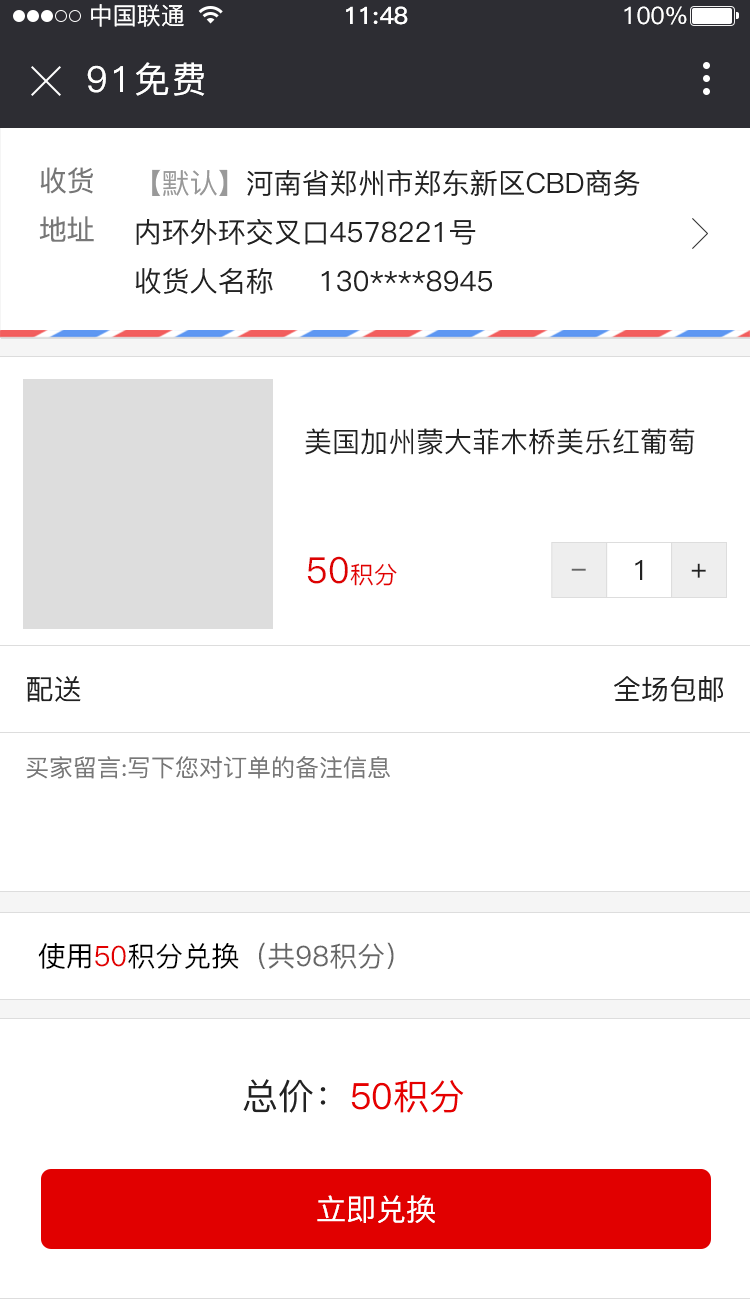 中国联通 11:48 100%
91免费
收货 【默认】河南省郑州市郑东新区CBD商务
地址 内环外环交叉口4578221号
收货人名称 130****8945
美国加州蒙大菲木桥美乐红葡萄
50积分 − 1 +
配送 全场包邮
买家留言:写下您对订单的备注信息
使用50积分兑换（共98积分）
总价：50积分
立即兑换